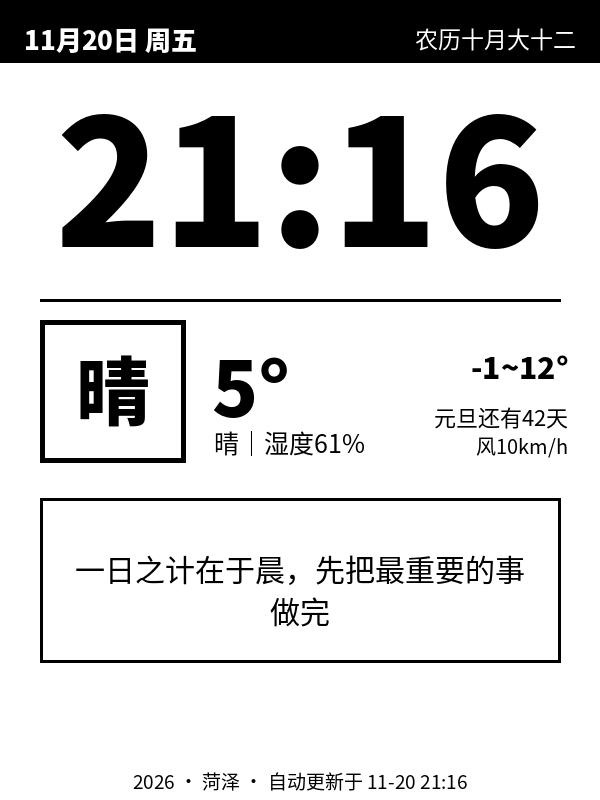 11月20日 周五
农历十月大十二
21:16
晴
5°
晴｜湿度61%
-1~12°
元旦还有42天
风10km/h
一日之计在于晨，先把最重要的事
做完
2026 · 菏泽 · 自动更新于 11-20 21:16